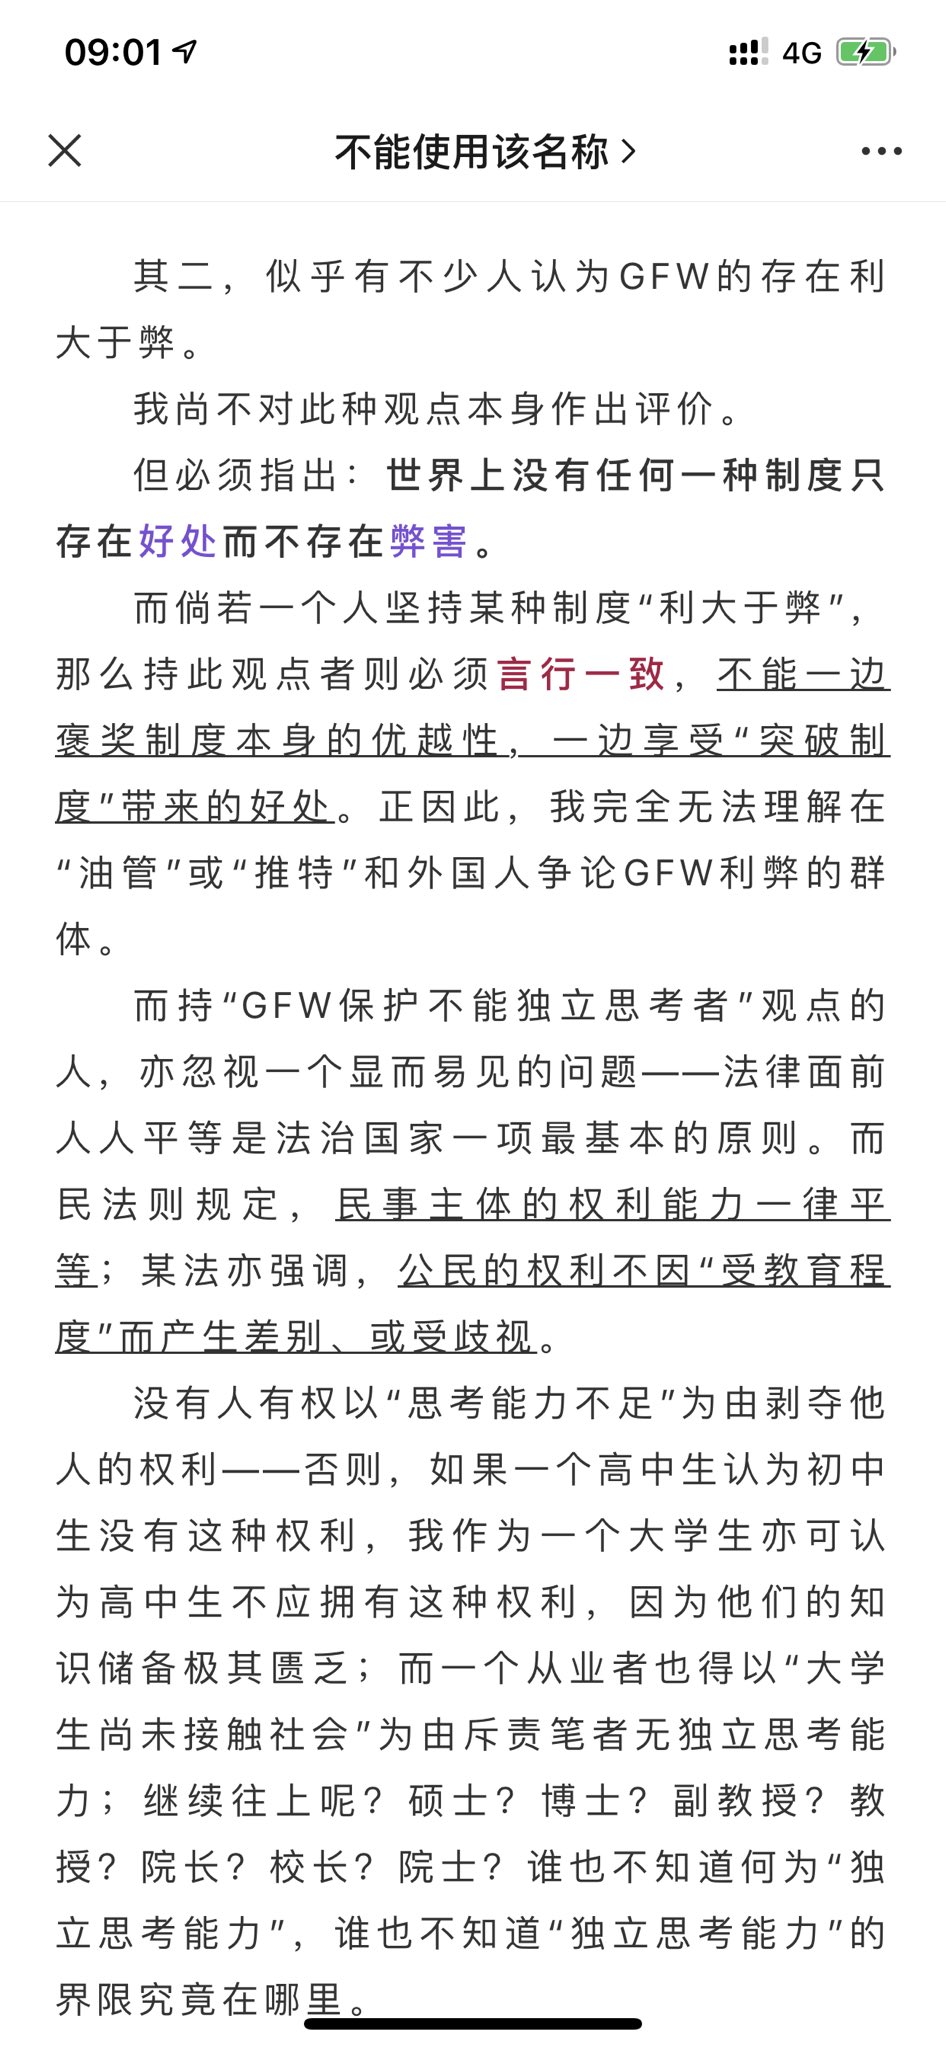 09:01
4G
不能使用该名称
其二，似乎有不少人认为GFW的存在利
大于弊。
我尚不对此种观点本身作出评价。
但必须指出：世界上没有任何一种制度只
存在好处而不存在弊害。
而倘若一个人坚持某种制度“利大于弊”，
那么持此观点者则必须言行一致，不能一边
褒奖制度本身的优越性，一边享受“突破制
度”带来的好处。正因此，我完全无法理解在
“油管”或“推特”和外国人争论GFW利弊的群
体。
而持“GFW保护不能独立思考者”观点的
人，亦忽视一个显而易见的问题——法律面前
人人平等是法治国家一项最基本的原则。而
民法则规定，民事主体的权利能力一律平
等；某法亦强调，公民的权利不因“受教育程
度”而产生差别、或受歧视。
没有人有权以“思考能力不足”为由剥夺他
人的权利——否则，如果一个高中生认为初中
生没有这种权利，我作为一个大学生亦可认
为高中生不应拥有这种权利，因为他们的知
识储备极其匮乏；而一个从业者也得以“大学
生尚未接触社会”为由斥责笔者无独立思考能
力；继续往上呢？硕士？博士？副教授？教
授？院长？校长？院士？谁也不知道何为“独
立思考能力”，谁也不知道“独立思考能力”的
界限究竟在哪里。